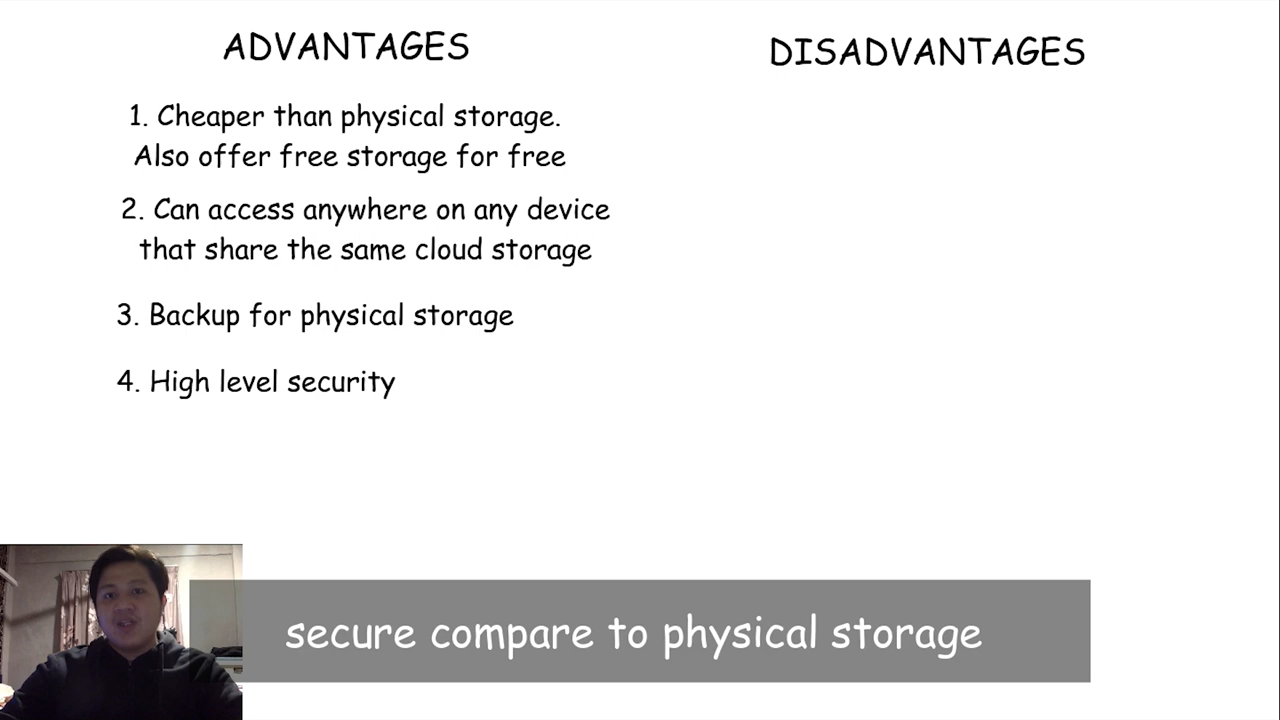 ADVANTAGES
DISADVANTAGES
1. Cheaper than physical storage.
Also offer free storage for free
2. Can access anywhere on any device
that share the same cloud storage
3. Backup for physical storage
4. High level security
secure compare to physical storage